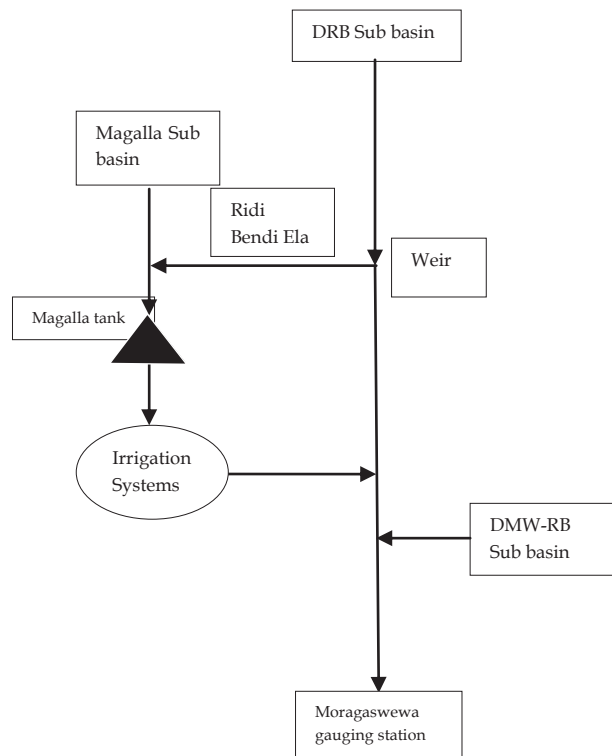 DRB Sub basin
Magalla Sub
basin
Ridi
Bendi Ela
Weir
Magalla tank
Irrigation
Systems
DMW-RB
Sub basin
Moragaswewa
gauging station